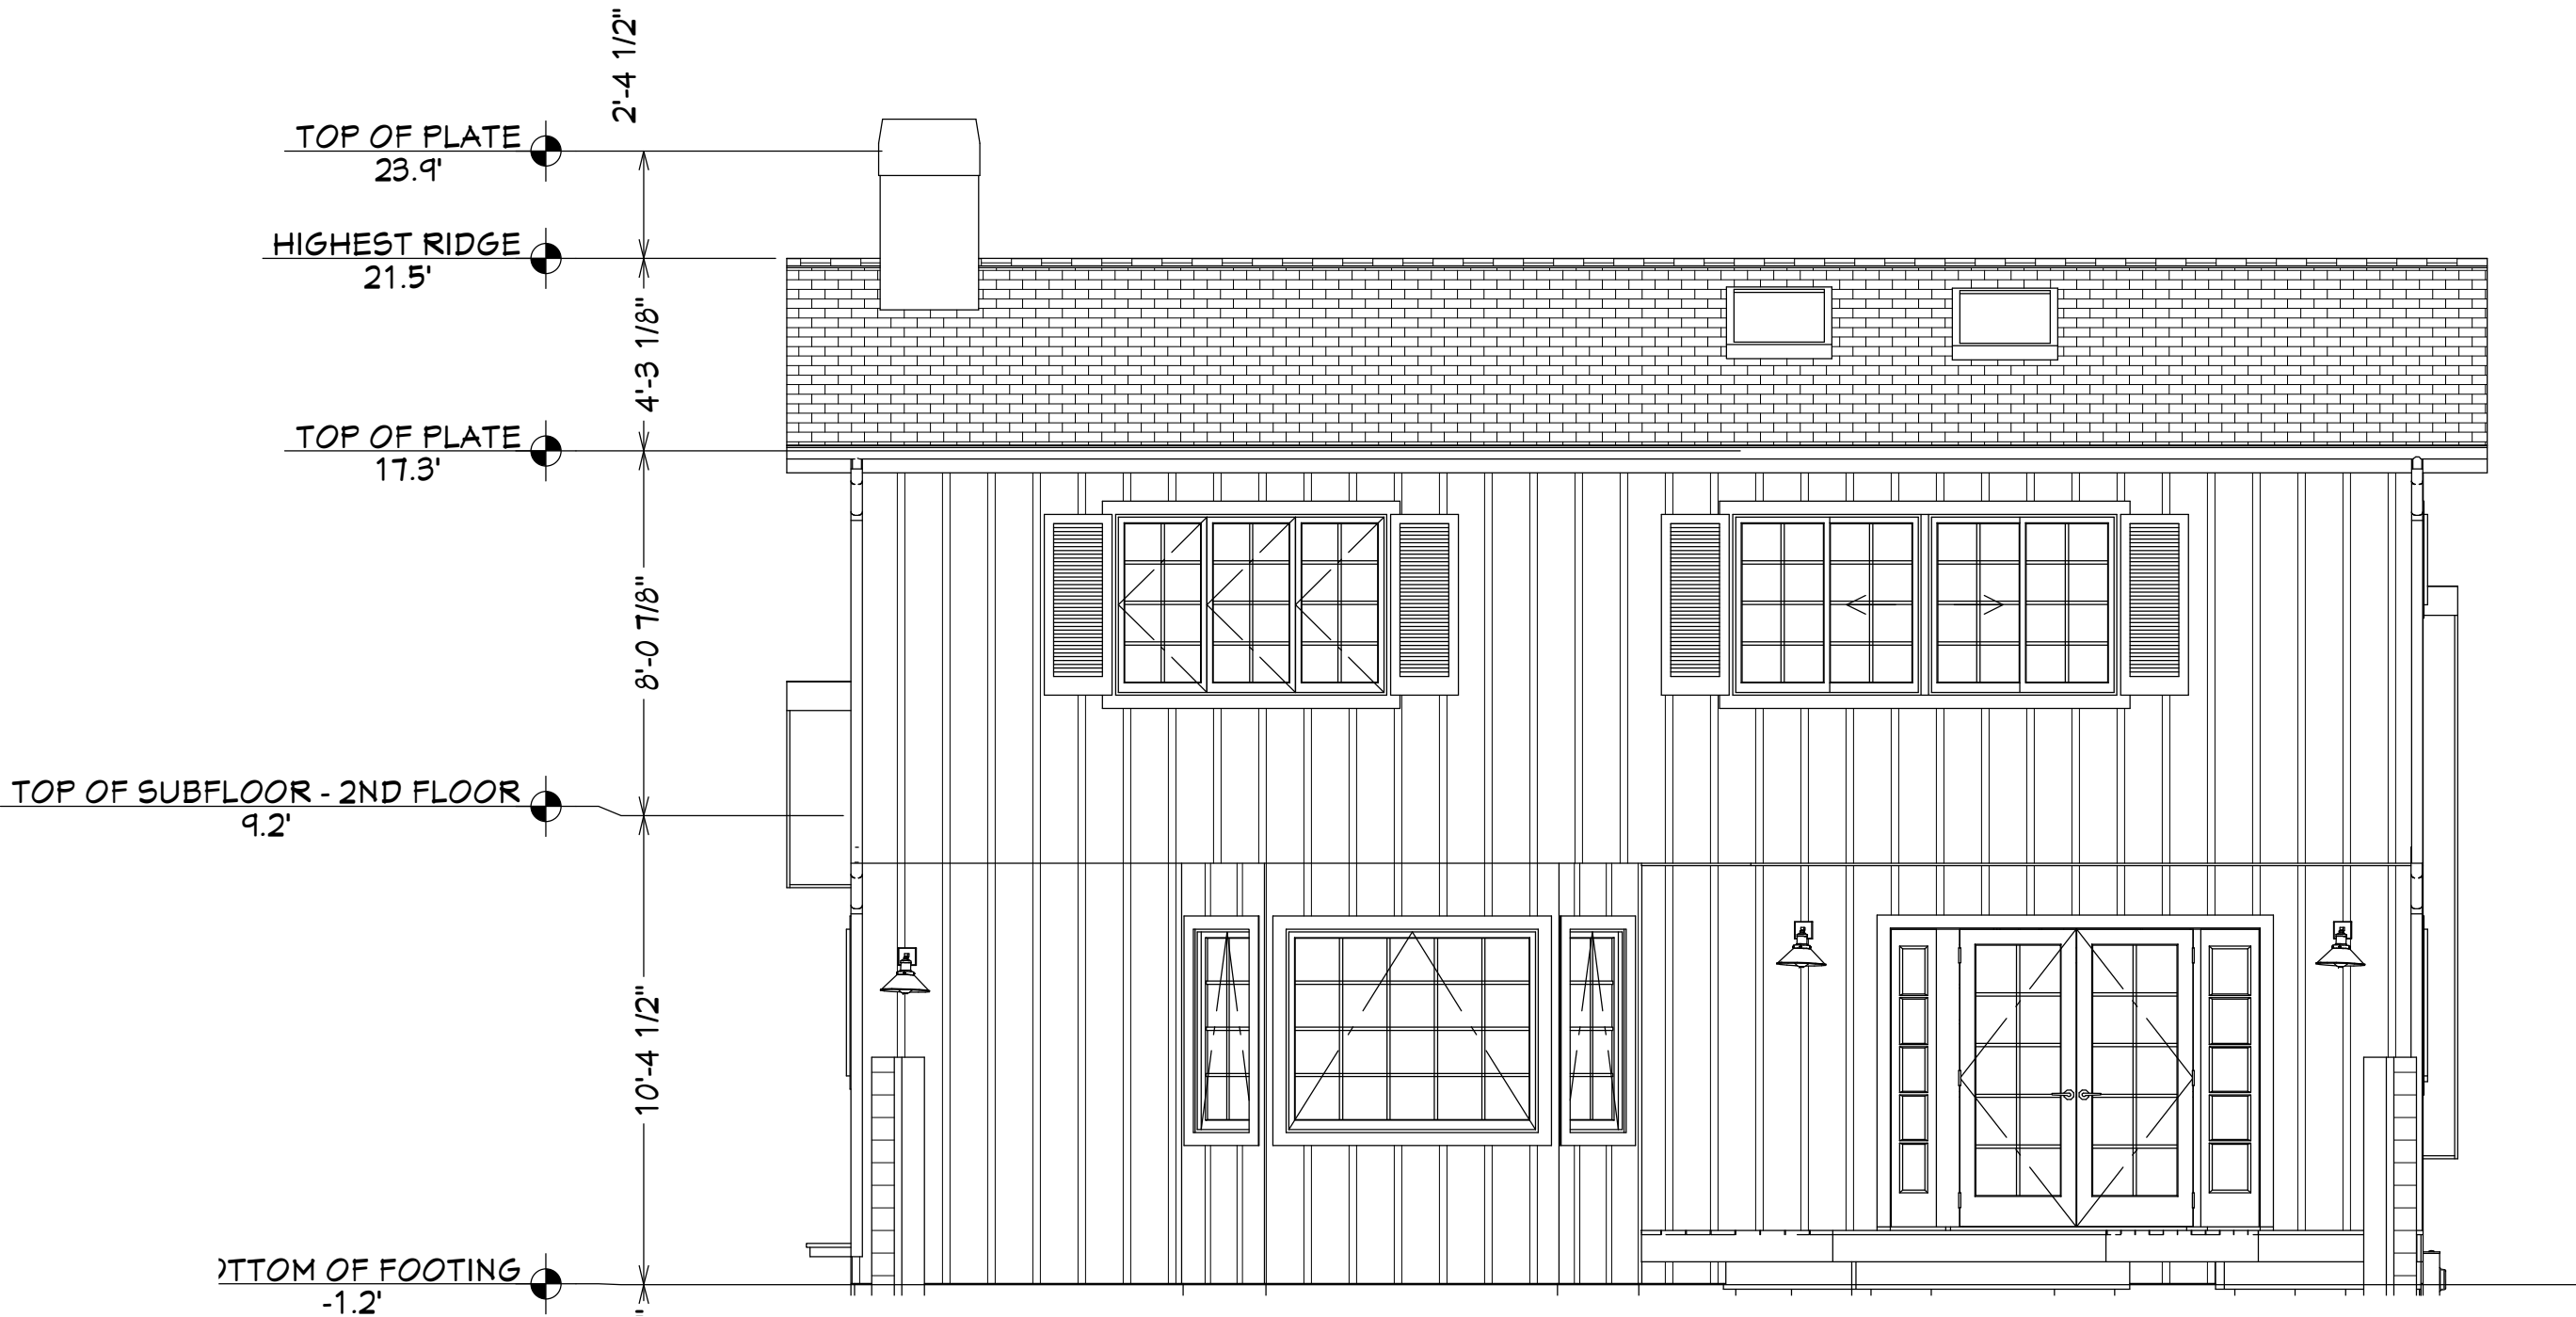 2'-4 1/2"
TOP OF PLATE
23.9'
HIGHEST RIDGE
21.5'
4'-3 1/8"
TOP OF PLATE
17.3'
8'-0 7/8"
TOP OF SUBFLOOR - 2ND FLOOR
9.2'
10'-4 1/2"
OTTOM OF FOOTING
-1.2'